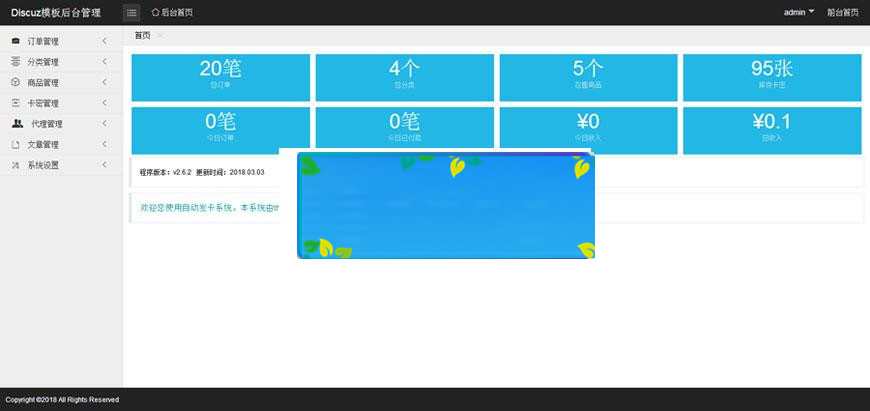 Discuz模板后台管理 后台首页 admin 前台首页
订单管理
分类管理
商品管理
卡密管理
代理管理
文章管理
系统设置
首页
20笔 4个 5个 95张
总订单 总分类 在售商品 库存卡密
0笔 0笔 ¥0 ¥0.1
今日订单 今日已付款 今日收入 总收入
程序版本：v2.6.2 更新时间：2018.03.03
欢迎您使用自动发卡系统，本系统由
Copyright ©2018 All Rights Reserved